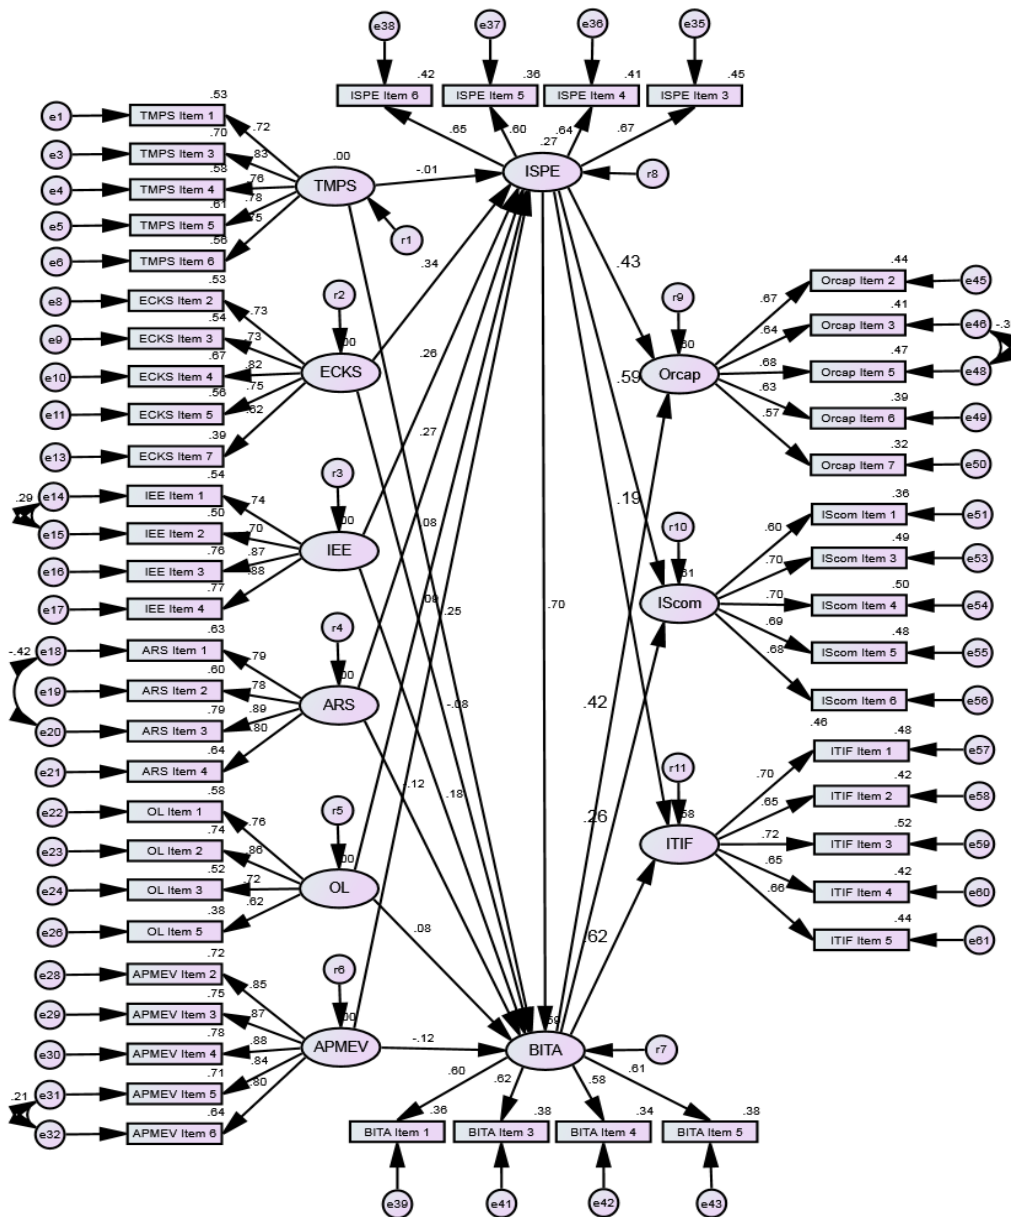 e38 e37 e36 e35
.42 .36 .41 .45
ISPE Item 6 ISPE Item 5 ISPE Item 4 ISPE Item 3
.65 .60 .64 .67
.27
ISPE
r8
.53
e1 TMPS Item 1 .72
.70
e3 TMPS Item 3 .83
.58
e4 TMPS Item 4 .76
.61
e5 TMPS Item 5 .78
.56
e6 TMPS Item 6 .75
.00
TMPS
-.01
r1
.53
e8 ECKS Item 2 .73
.54
e9 ECKS Item 3 .73
.67
e10 ECKS Item 4 .82
.56
e11 ECKS Item 5 .75
.39
e13 ECKS Item 7 .62
r2
.00
ECKS
.34
.54
.29 e14 IEE Item 1 .74
.50
e15 IEE Item 2 .70
.76
e16 IEE Item 3 .87
.77
e17 IEE Item 4 .88
r3
.00
IEE
.26
.63
-.42 e18 ARS Item 1 .79
.60
e19 ARS Item 2 .78
.79
e20 ARS Item 3 .89
.64
e21 ARS Item 4 .80
r4
.00
ARS
.27
.58
e22 OL Item 1 .76
.74
e23 OL Item 2 .86
.52
e24 OL Item 3 .72
.38
e26 OL Item 5 .62
r5
.00
OL
.08
.08
.72
e28 APMEV Item 2 .85
.75
e29 APMEV Item 3 .87
.78
e30 APMEV Item 4 .88
.71
.21 e31 APMEV Item 5 .84
.64
e32 APMEV Item 6 .80
r6
.00
APMEV
-.12
.25
-.08
.12 .18
.70
.43
.59
.19
.42
.26
.62
r9
Orcap
.44
.67 Orcap Item 2 e45
.41
.64 Orcap Item 3 e46
.47
.68 Orcap Item 5 e48
.39
.63 Orcap Item 6 e49
.32
.57 Orcap Item 7 e50
r10
IScom
.36
.60 IScom Item 1 e51
.49
.70 IScom Item 3 e53
.50
.70 IScom Item 4 e54
.48
.69 IScom Item 5 e55
.46
.68 IScom Item 6 e56
r11
.58
ITIF
.48
.70 ITIF Item 1 e57
.42
.65 ITIF Item 2 e58
.52
.72 ITIF Item 3 e59
.42
.65 ITIF Item 4 e60
.44
.66 ITIF Item 5 e61
BITA
r7
.60 .62 .58 .61
.36 .38 .34 .38
BITA Item 1 BITA Item 3 BITA Item 4 BITA Item 5
e39 e41 e42 e43